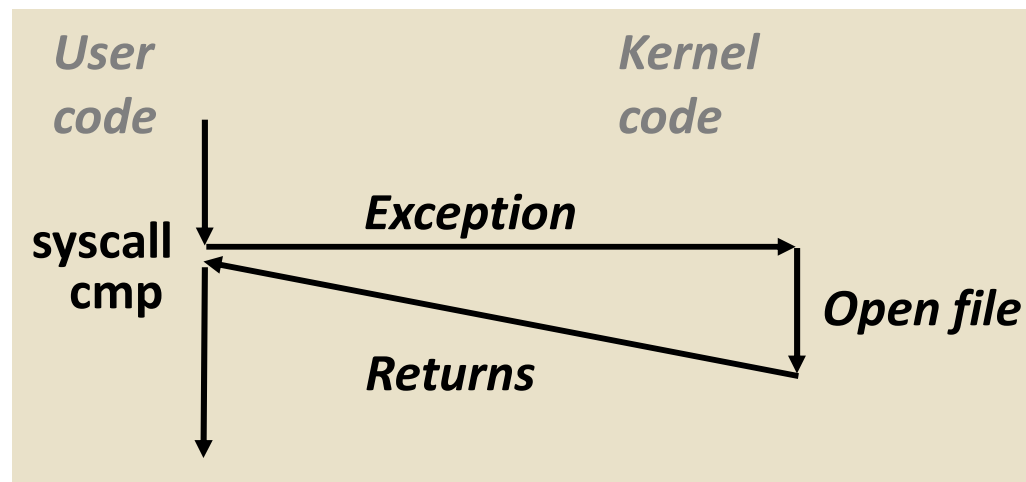 User
code
Kernel
code
Exception
syscall
cmp
Open file
Returns